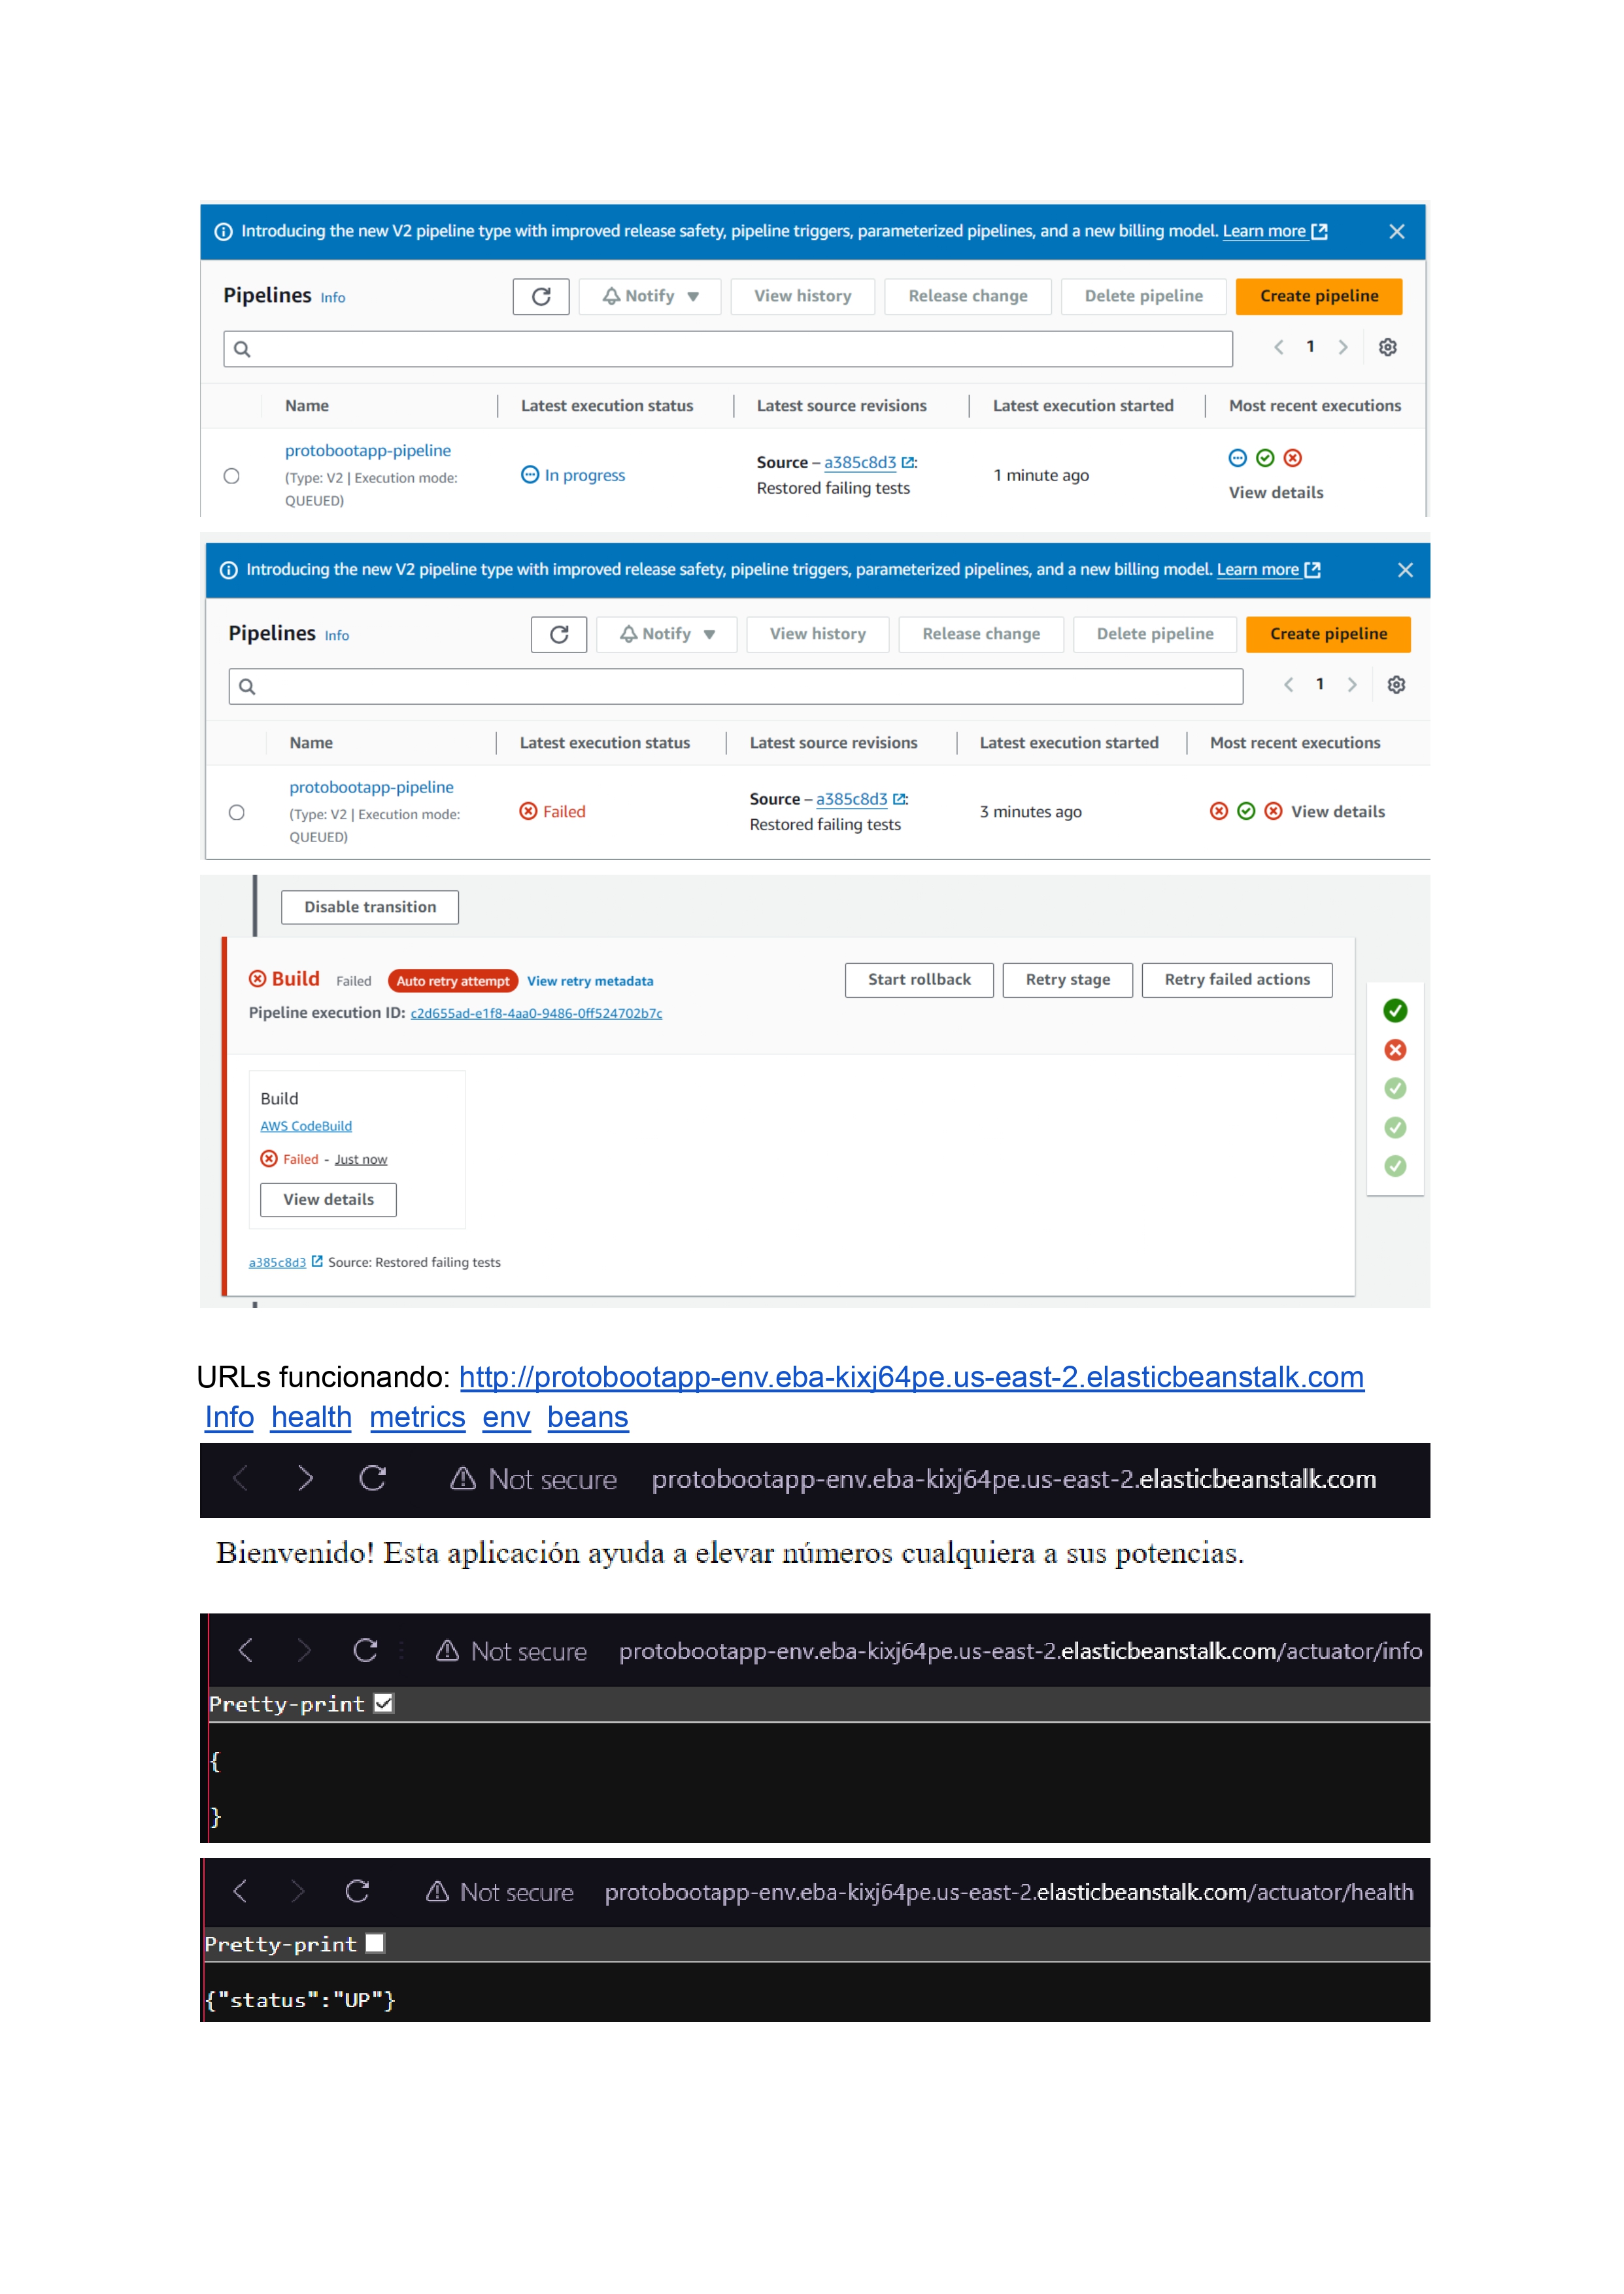 Introducing the new V2 pipeline type with improved release safety, pipeline triggers, parameterized pipelines, and a new billing model. Learn more
Pipelines Info Notify View history Release change Delete pipeline Create pipeline
1
Name Latest execution status Latest source revisions Latest execution started Most recent executions
protobootapp-pipeline
(Type: V2 | Execution mode: QUEUED)
In progress
Source – a385c8d3:
Restored failing tests
1 minute ago
View details
Introducing the new V2 pipeline type with improved release safety, pipeline triggers, parameterized pipelines, and a new billing model. Learn more
Pipelines Info Notify View history Release change Delete pipeline Create pipeline
1
Name Latest execution status Latest source revisions Latest execution started Most recent executions
protobootapp-pipeline
(Type: V2 | Execution mode: QUEUED)
Failed
Source – a385c8d3:
Restored failing tests
3 minutes ago
View details
Disable transition
Build Failed Auto retry attempt View retry metadata Start rollback Retry stage Retry failed actions
Pipeline execution ID: c2d655ad-e1f8-4aa0-9486-0ff524702b7c
Build
AWS CodeBuild
Failed - Just now
View details
a385c8d3 Source: Restored failing tests
URLs funcionando: http://protobootapp-env.eba-kixj64pe.us-east-2.elasticbeanstalk.com
Info health metrics env beans
Not secure protobootapp-env.eba-kixj64pe.us-east-2.elasticbeanstalk.com
Bienvenido! Esta aplicación ayuda a elevar números cualquiera a sus potencias.
Not secure protobootapp-env.eba-kixj64pe.us-east-2.elasticbeanstalk.com/actuator/info
Pretty-print
{
}
Not secure protobootapp-env.eba-kixj64pe.us-east-2.elasticbeanstalk.com/actuator/health
Pretty-print
{"status":"UP"}